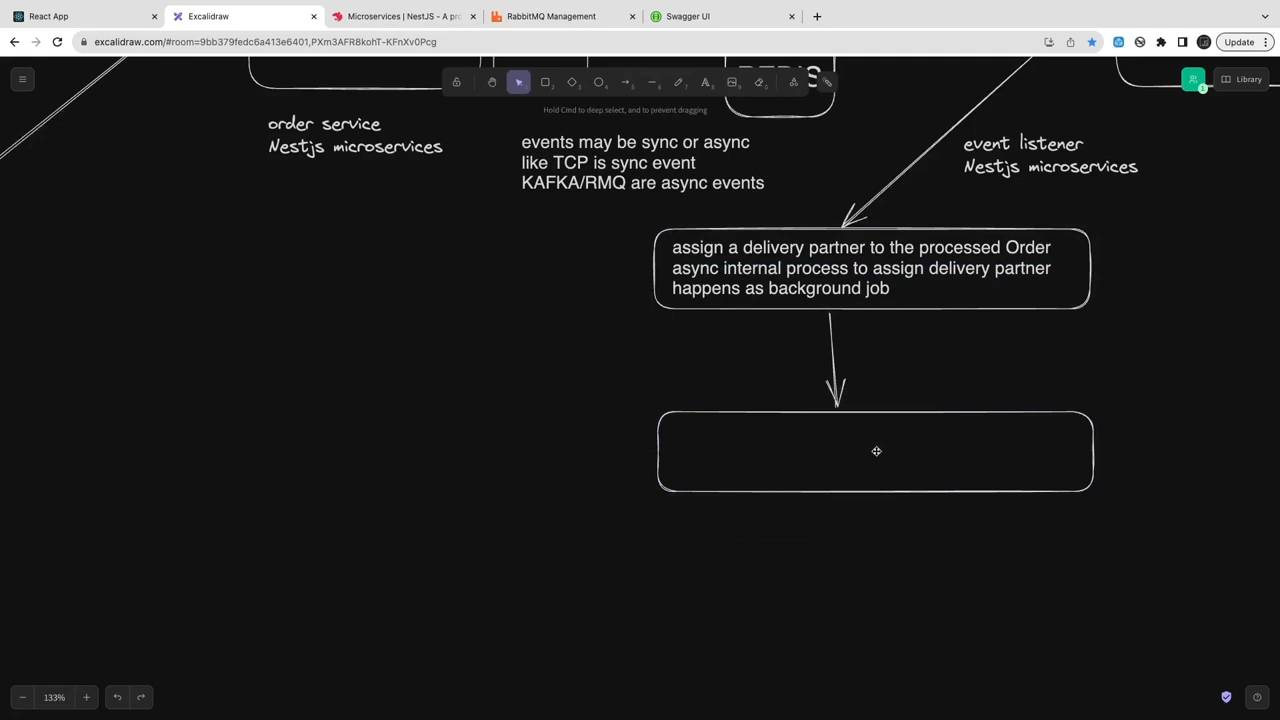 React App
Excalidraw
Microservices | NestJS - A pro
RabbitMQ Management
Swagger UI
excalidraw.com/#room=9bb379fedc6a413e6401,PXm3AFR8kohT-KFnXv0Pcg
Update
Library
Hold Cmd to deep select, and to prevent dragging
order service
Nestjs microservices
events may be sync or async
like TCP is sync event
KAFKA/RMQ are async events
event listener
Nestjs microservices
assign a delivery partner to the processed Order
async internal process to assign delivery partner
happens as background job
133%